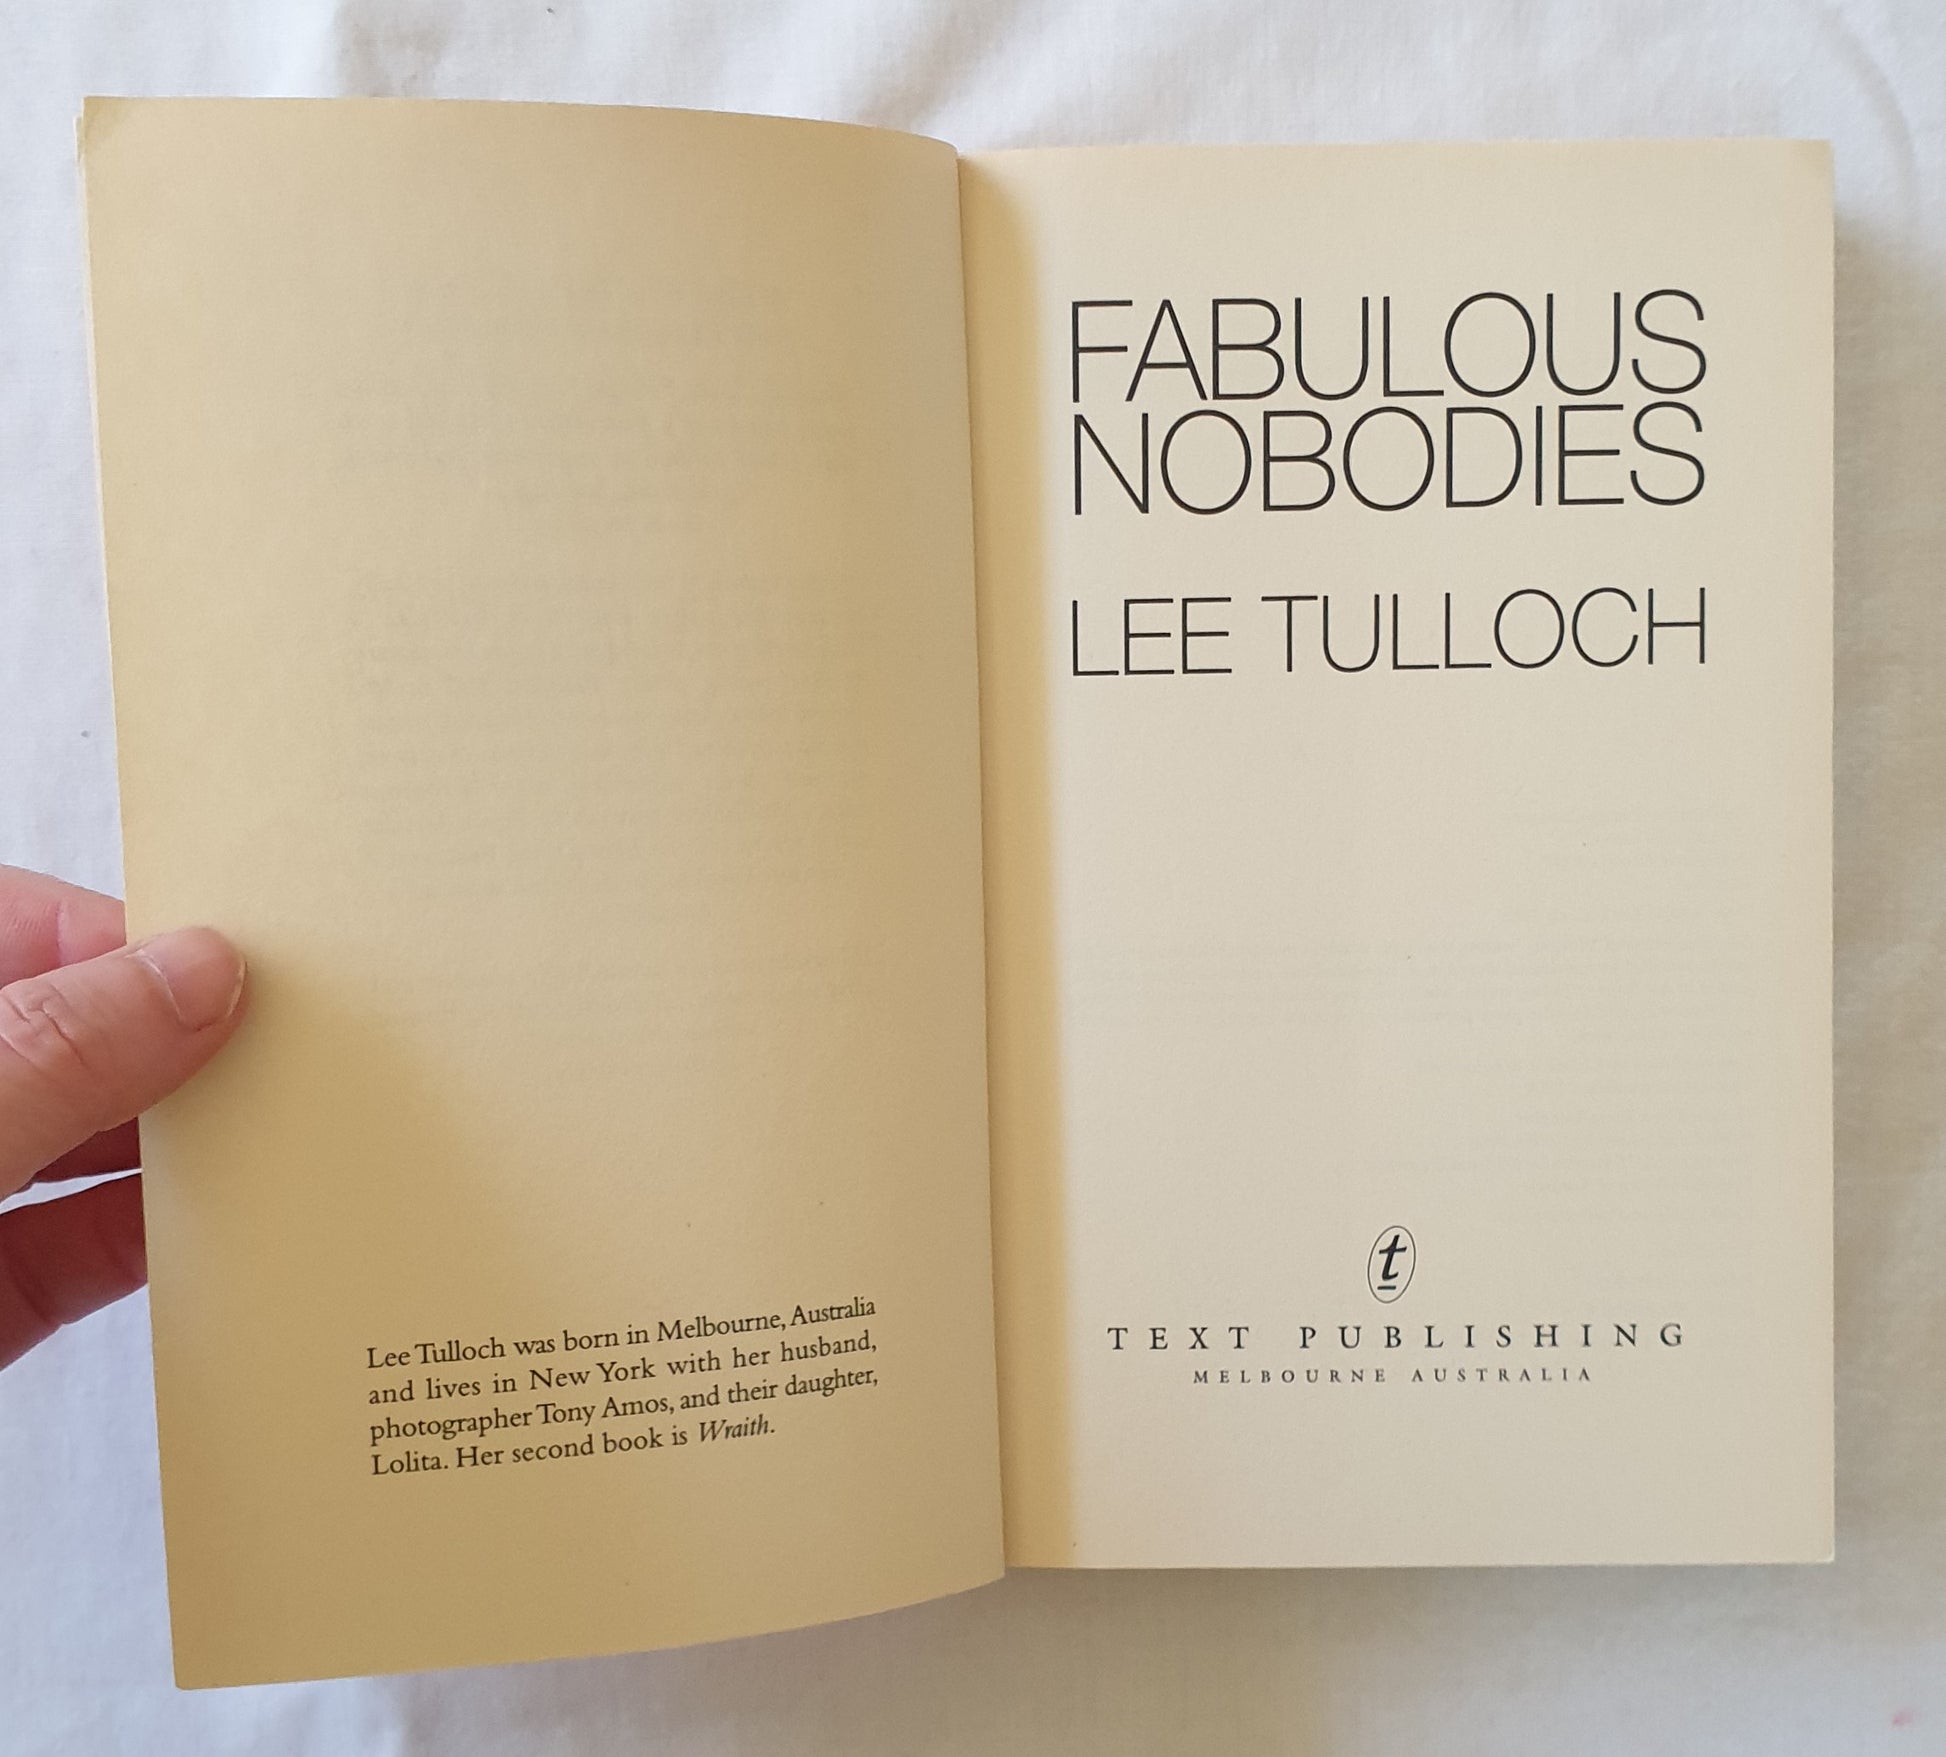 Lee Tulloch was born in Melbourne, Australia
and lives in New York with her husband,
photographer Tony Amos, and their daughter,
Lolita. Her second book is Wraith.
FABULOUS
NOBODIES
LEE TULLOCH
t
TEXT PUBLISHING
MELBOURNE AUSTRALIA